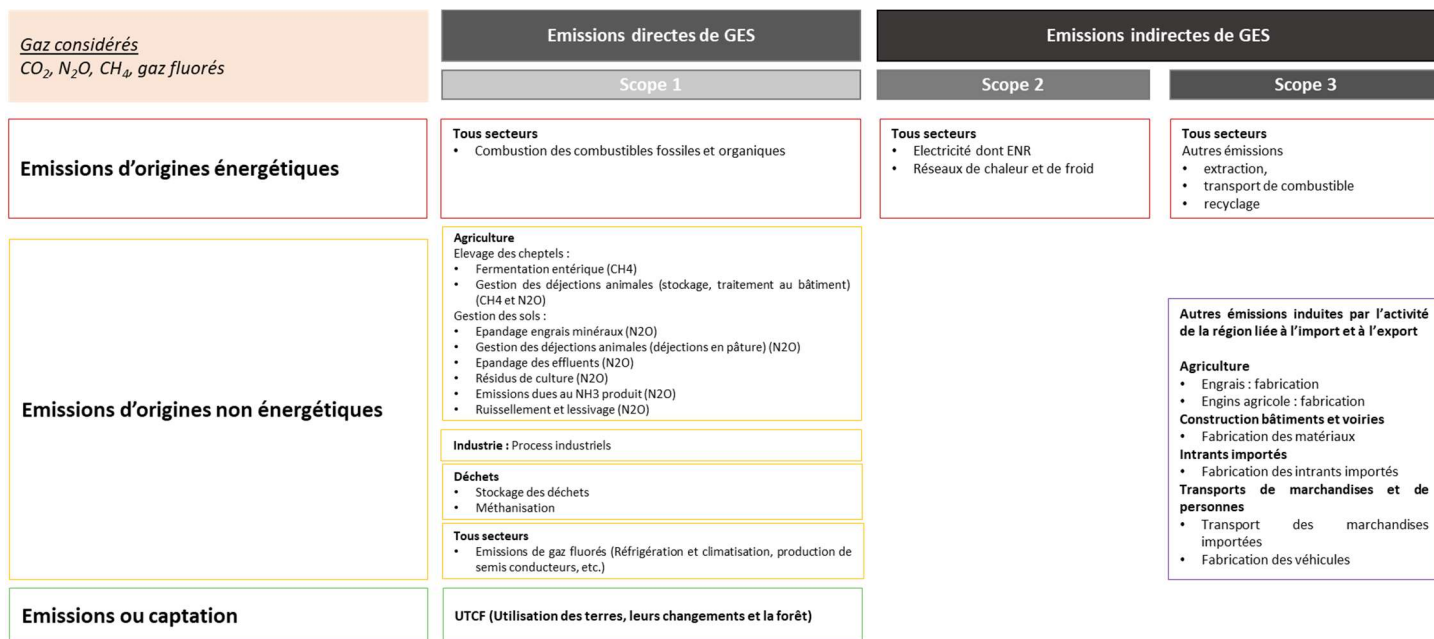 Gaz considérés
CO2, N2O, CH4, gaz fluorés
Emissions directes de GES
Emissions indirectes de GES
Scope 1
Scope 2
Scope 3
Emissions d’origines énergétiques
Tous secteurs
• Combustion des combustibles fossiles et organiques
Tous secteurs
• Electricité dont ENR
• Réseaux de chaleur et de froid
Tous secteurs
Autres émissions
• extraction,
• transport de combustible
• recyclage
Emissions d’origines non énergétiques
Agriculture
Elevage des cheptels :
• Fermentation entérique (CH4)
• Gestion des déjections animales (stockage, traitement au bâtiment)
(CH4 et N2O)
Gestion des sols :
• Epandage engrais minéraux (N2O)
• Gestion des déjections animales (déjections en pâture) (N2O)
• Epandage des effluents (N2O)
• Résidus de culture (N2O)
• Emissions dues au NH3 produit (N2O)
• Ruissellement et lessivage (N2O)
Industrie : Process industriels
Déchets
• Stockage des déchets
• Méthanisation
Tous secteurs
• Emissions de gaz fluorés (Réfrigération et climatisation, production de
semis conducteurs, etc.)
Autres émissions induites par l’activité
de la région liée à l’import et à l’export
Agriculture
• Engrais : fabrication
• Engins agricole : fabrication
Construction bâtiments et voiries
• Fabrication des matériaux
Intrants importés
• Fabrication des intrants importés
Transports de marchandises et de
personnes
• Transport des marchandises
importées
• Fabrication des véhicules
Emissions ou captation
UTCF (Utilisation des terres, leurs changements et la forêt)